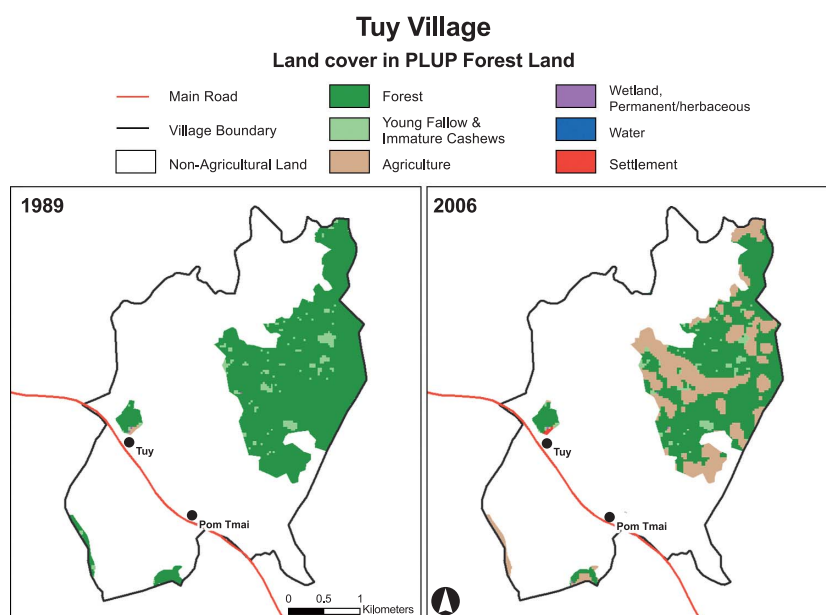 Tuy Village
Land cover in PLUP Forest Land
Main Road
Village Boundary
Non-Agricultural Land
Forest
Young Fallow &
Immature Cashews
Agriculture
Wetland,
Permanent/herbaceous
Water
Settlement
1989
Tuy
Pom Tmai
0 0.5 1
Kilometers
2006
Tuy
Pom Tmai